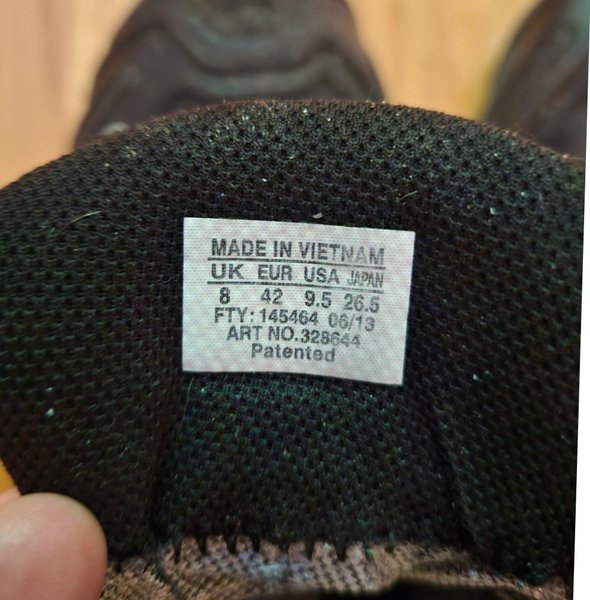 MADE IN VIETNAM
UK EUR USA JAPAN
8 42 9.5 26.5
FTY: 145464 06/13
ART NO.328644
Patented